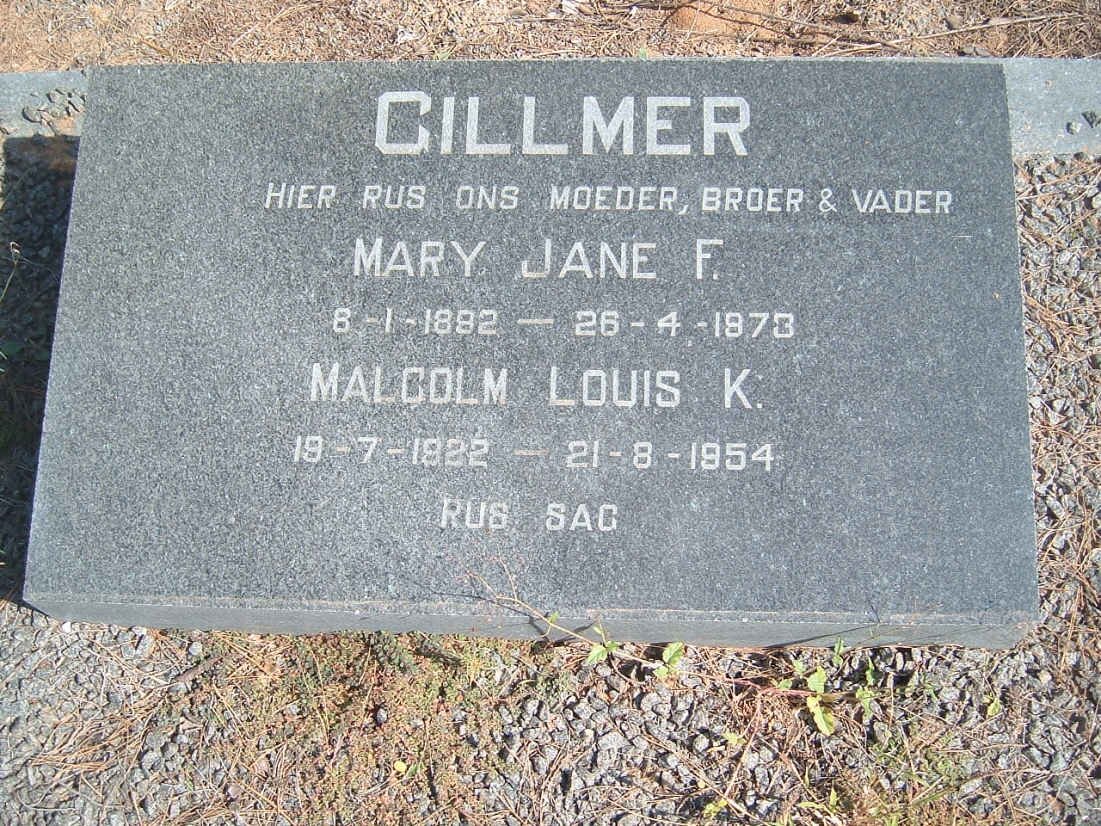 GILLMER
HIER RUS ONS MOEDER, BROER & VADER
MARY JANE F.
8-1-1882 — 26-4-1973
MALCOLM LOUIS K.
19-7-1922 — 21-8-1954
RUS SAG